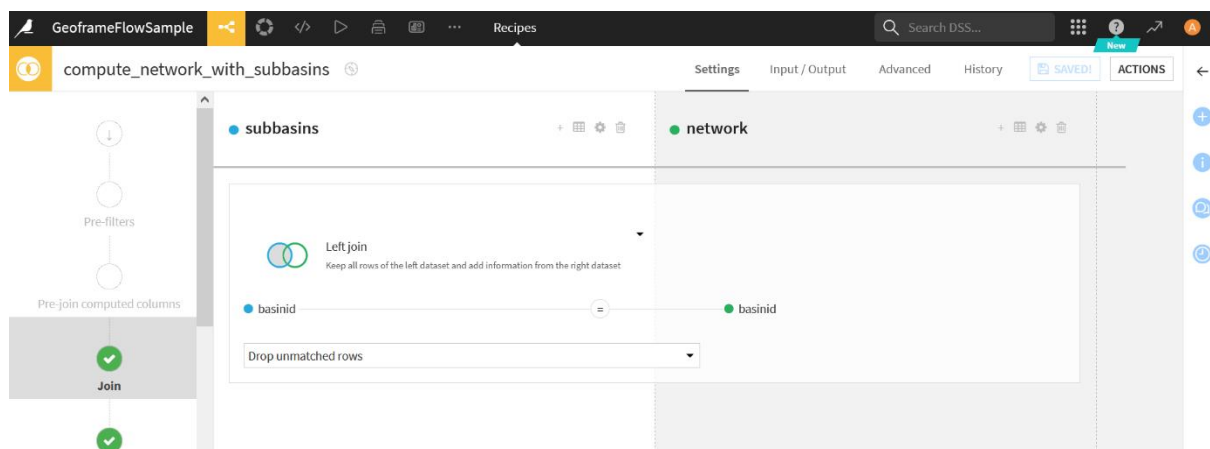 GeoframeFlowSample
Recipes
Search DSS...
New
A
compute_network_with_subbasins
Settings
Input / Output
Advanced
History
SAVED!
ACTIONS
subbasins
network
Pre-filters
Left join
Keep all rows of the left dataset and add information from the right dataset
Pre-join computed columns
basinid
=
basinid
Drop unmatched rows
Join